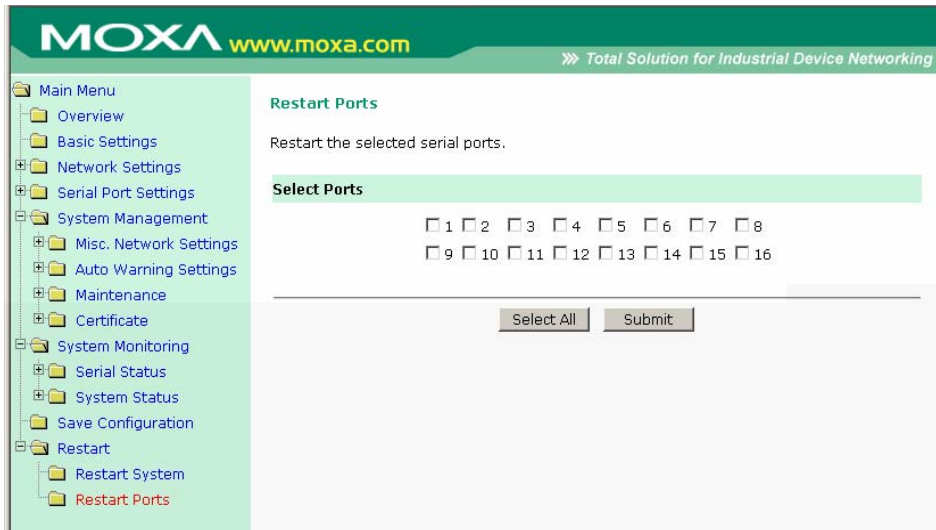 MOXA www.moxa.com
Total Solution for Industrial Device Networking
Main Menu
Overview
Basic Settings
Network Settings
Serial Port Settings
System Management
Misc. Network Settings
Auto Warning Settings
Maintenance
Certificate
System Monitoring
Serial Status
System Status
Save Configuration
Restart
Restart System
Restart Ports
Restart Ports
Restart the selected serial ports.
Select Ports
1 2 3 4 5 6 7 8
9 10 11 12 13 14 15 16
Select All Submit